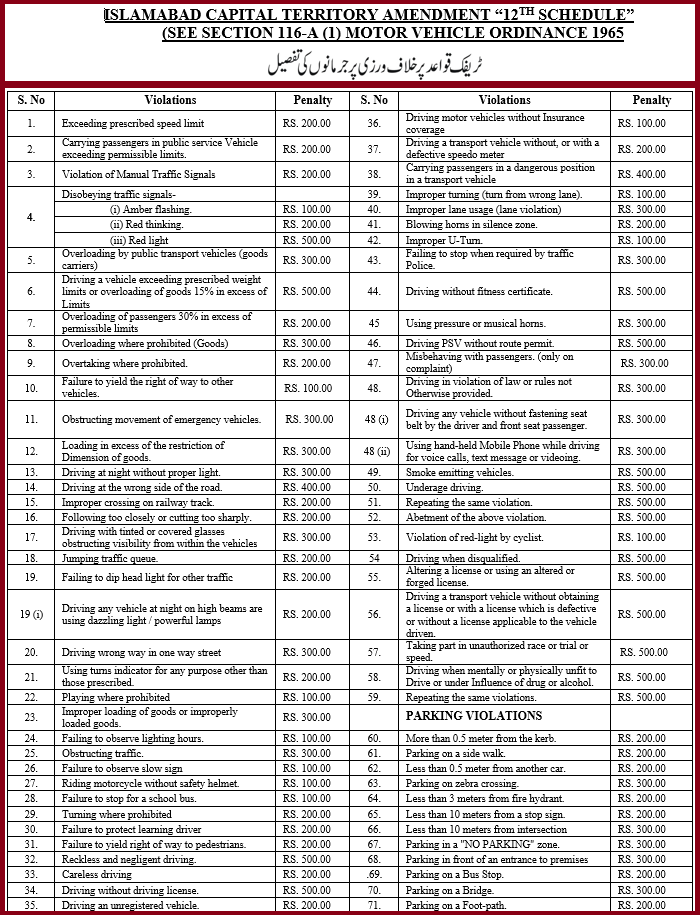 ISLAMABAD CAPITAL TERRITORY AMENDMENT “12TH SCHEDULE”
(SEE SECTION 116-A (1) MOTOR VEHICLE ORDINANCE 1965
ٹریفک قواعد پر خلاف ورزی پر جرمانوں کی تفصیل
S. No Violations Penalty
1. Exceeding prescribed speed limit RS. 200.00
2. Carrying passengers in public service Vehicle
exceeding permissible limits. RS. 200.00
3. Violation of Manual Traffic Signals RS. 200.00
4. Disobeying traffic signals-
(i) Amber flashing. RS. 100.00
(ii) Red thinking. RS. 200.00
(iii) Red light RS. 500.00
5. Overloading by public transport vehicles (goods
carriers) RS. 300.00
6. Driving a vehicle exceeding prescribed weight
limits or overloading of goods 15% in excess of
Limits RS. 500.00
7. Overloading of passengers 30% in excess of
permissible limits RS. 200.00
8. Overloading where prohibited (Goods) RS. 300.00
9. Overtaking where prohibited. RS. 200.00
10. Failure to yield the right of way to other
vehicles. RS. 100.00
11. Obstructing movement of emergency vehicles. RS. 300.00
12. Loading in excess of the restriction of
Dimension of goods. RS. 300.00
13. Driving at night without proper light. RS. 300.00
14. Driving at the wrong side of the road. RS. 400.00
15. Improper crossing on railway track. RS. 200.00
16. Following too closely or cutting too sharply. RS. 200.00
17. Driving with tinted or covered glasses
obstructing visibility from within the vehicles RS. 300.00
18. Jumping traffic queue. RS. 200.00
19. Failing to dip head light for other traffic RS. 200.00
19 (i) Driving any vehicle at night on high beams are
using dazzling light / powerful lamps RS. 200.00
20. Driving wrong way in one way street RS. 300.00
21. Using turns indicator for any purpose other than
those prescribed. RS. 200.00
22. Playing where prohibited RS. 100.00
23. Improper loading of goods or improperly
loaded goods. RS. 300.00
24. Failing to observe lighting hours. RS. 100.00
25. Obstructing traffic. RS. 300.00
26. Failure to observe slow sign RS. 100.00
27. Riding motorcycle without safety helmet. RS. 100.00
28. Failure to stop for a school bus. RS. 100.00
29. Turning where prohibited RS. 200.00
30. Failure to protect learning driver RS. 200.00
31. Failure to yield right of way to pedestrians. RS. 200.00
32. Reckless and negligent driving. RS. 500.00
33. Careless driving RS. 200.00
34. Driving without driving license. RS. 500.00
35. Driving an unregistered vehicle. RS. 200.00
S. No Violations Penalty
36. Driving motor vehicles without Insurance
coverage RS. 100.00
37. Driving a transport vehicle without, or with a
defective speedo meter RS. 200.00
38. Carrying passengers in a dangerous position
in a transport vehicle RS. 400.00
39. Improper turning (turn from wrong lane). RS. 100.00
40. Improper lane usage (lane violation) RS. 300.00
41. Blowing horns in silence zone. RS. 200.00
42. Improper U-Turn. RS. 100.00
43. Failing to stop when required by traffic
Police. RS. 300.00
44. Driving without fitness certificate. RS. 500.00
45 Using pressure or musical horns. RS. 300.00
46. Driving PSV without route permit. RS. 500.00
47. Misbehaving with passengers. (only on
complaint) RS. 300.00
48. Driving in violation of law or rules not
Otherwise provided. RS. 300.00
48 (i) Driving any vehicle without fastening seat
belt by the driver and front seat passenger. RS. 300.00
48 (ii) Using hand-held Mobile Phone while driving
for voice calls, text message or videoing. RS. 300.00
49. Smoke emitting vehicles. RS. 500.00
50. Underage driving. RS. 500.00
51. Repeating the same violation. RS. 500.00
52. Abetment of the above violation. RS. 500.00
53. Violation of red-light by cyclist. RS. 100.00
54 Driving when disqualified. RS. 500.00
55. Altering a license or using an altered or
forged license. RS. 500.00
56. Driving a transport vehicle without obtaining
a license or with a license which is defective
or without a license applicable to the vehicle
driven. RS. 500.00
57. Taking part in unauthorized race or trial or
speed. RS. 500.00
58. Driving when mentally or physically unfit to
Drive or under Influence of drug or alcohol. RS. 500.00
59. Repeating the same violations. RS. 500.00
PARKING VIOLATIONS
60. More than 0.5 meter from the kerb. RS. 200.00
61. Parking on a side walk. RS. 200.00
62. Less than 0.5 meter from another car. RS. 200.00
63. Parking on zebra crossing. RS. 300.00
64. Less than 3 meters from fire hydrant. RS. 200.00
65. Less than 10 meters from a stop sign. RS. 200.00
66. Less than 10 meters from intersection RS. 300.00
67. Parking in a "NO PARKING" zone. RS. 300.00
68. Parking in front of an entrance to premises RS. 300.00
.69. Parking on a Bus Stop. RS. 200.00
70. Parking on a Bridge. RS. 300.00
71. Parking on a Foot-path. RS. 200.00